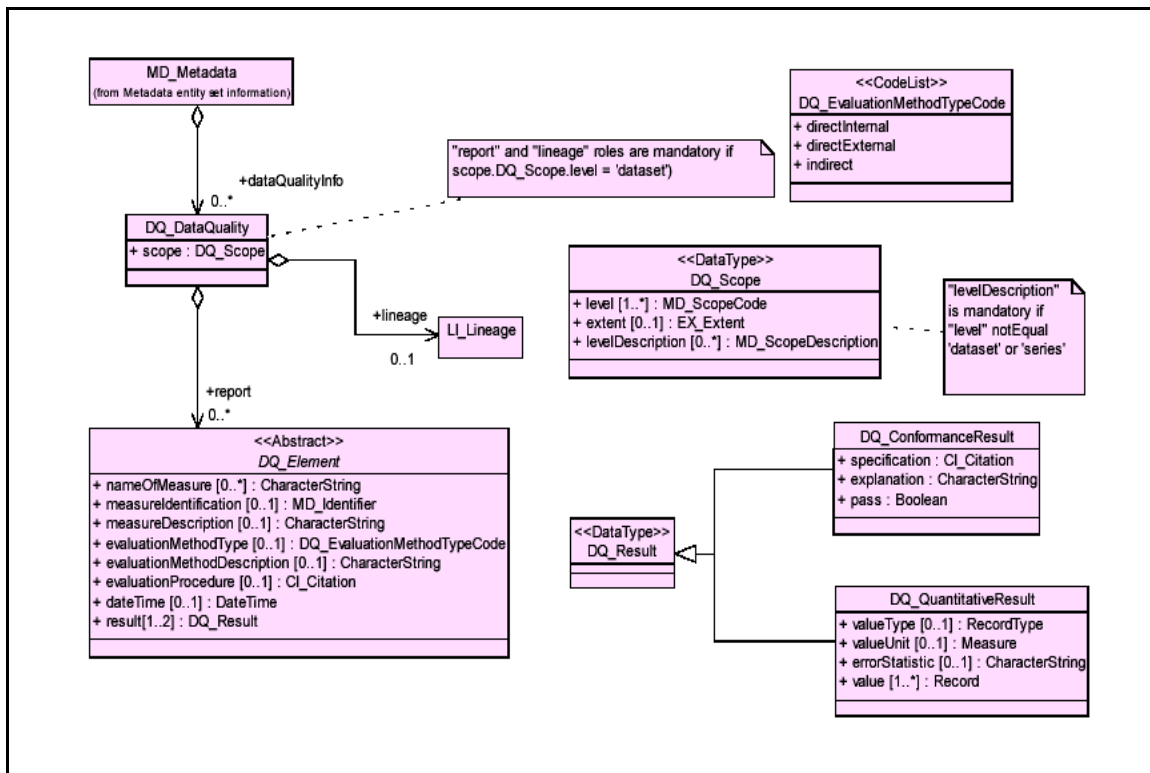 MD_Metadata
(from Metadata entity set information)
+dataQualityInfo
0..*
"report" and "lineage" roles are mandatory if
scope.DQ_Scope.level = 'dataset')
<<CodeList>>
DQ_EvaluationMethodTypeCode
+ directInternal
+ directExternal
+ indirect
DQ_DataQuality
+ scope : DQ_Scope
+lineage
0..1
LI_Lineage
<<DataType>>
DQ_Scope
+ level [1..*] : MD_ScopeCode
+ extent [0..1] : EX_Extent
+ levelDescription [0..*] : MD_ScopeDescription
"levelDescription"
is mandatory if
"level" notEqual
'dataset' or 'series'
+report
0..*
<<Abstract>>
DQ_Element
+ nameOfMeasure [0..*] : CharacterString
+ measureIdentification [0..1] : MD_Identifier
+ measureDescription [0..1] : CharacterString
+ evaluationMethodType [0..1] : DQ_EvaluationMethodTypeCode
+ evaluationMethodDescription [0..1] : CharacterString
+ evaluationProcedure [0..1] : CI_Citation
+ dateTime [0..1] : DateTime
+ result[1..2] : DQ_Result
<<DataType>>
DQ_Result
DQ_ConformanceResult
+ specification : CI_Citation
+ explanation : CharacterString
+ pass : Boolean
DQ_QuantitativeResult
+ valueType [0..1] : RecordType
+ valueUnit [0..1] : Measure
+ errorStatistic [0..1] : CharacterString
+ value [1..*] : Record